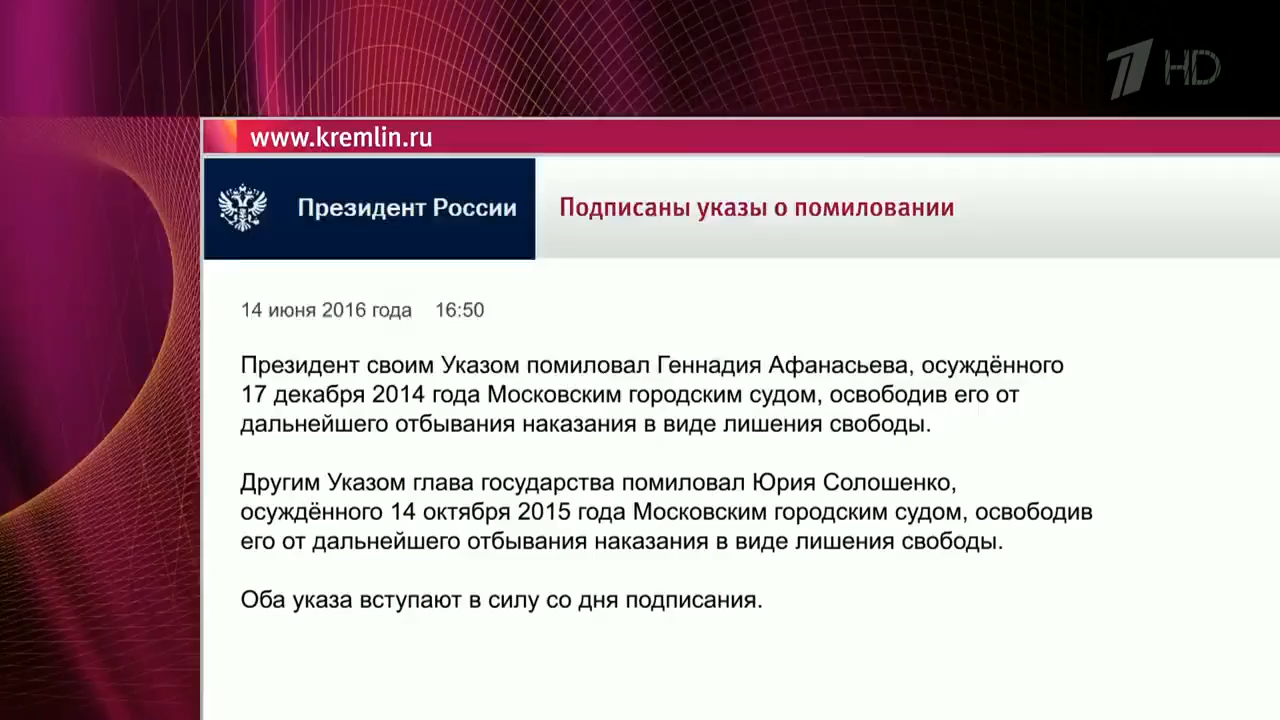 1 HD
www.kremlin.ru
Президент России
Подписаны указы о помиловании
14 июня 2016 года 16:50
Президент своим Указом помиловал Геннадия Афанасьева, осуждённого
17 декабря 2014 года Московским городским судом, освободив его от
дальнейшего отбывания наказания в виде лишения свободы.
Другим Указом глава государства помиловал Юрия Солошенко,
осуждённого 14 октября 2015 года Московским городским судом, освободив
его от дальнейшего отбывания наказания в виде лишения свободы.
Оба указа вступают в силу со дня подписания.